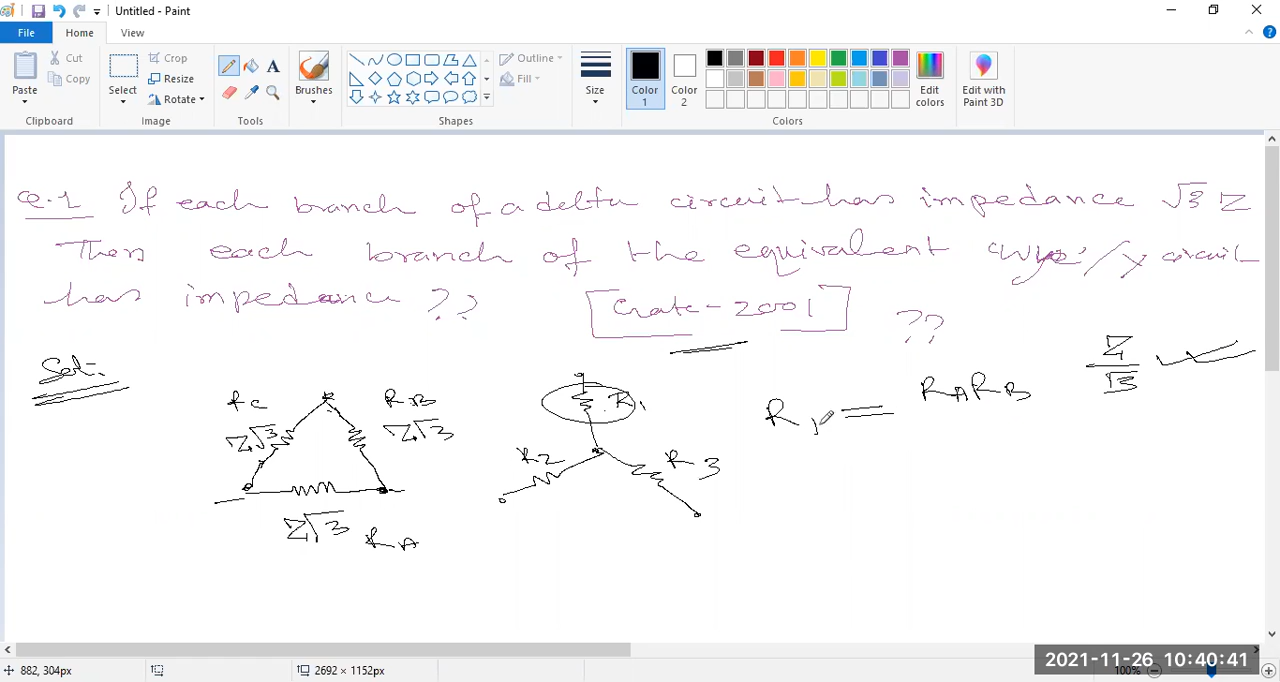 Untitled - Paint
File Home View
Paste Cut Copy
Clipboard
Select Crop Resize Rotate
Image
Tools
Brushes
Outline Fill
Shapes
Size
Color 1 Color 2
Edit colors
Colors
Edit with Paint 3D
Q.1 If each branch of a delta circuit has impedance √3 Z
Then each branch of the equivalent wye/Y circuit
has impedance ?? [Gate-2001] ??
Sol:-
Z/√3
RC Z√3
RB Z√3
Z√3 RA
R1
R2
R3
R1 = RARB
882, 304px
2692 × 1152px
100%
2021-11-26 10:40:41